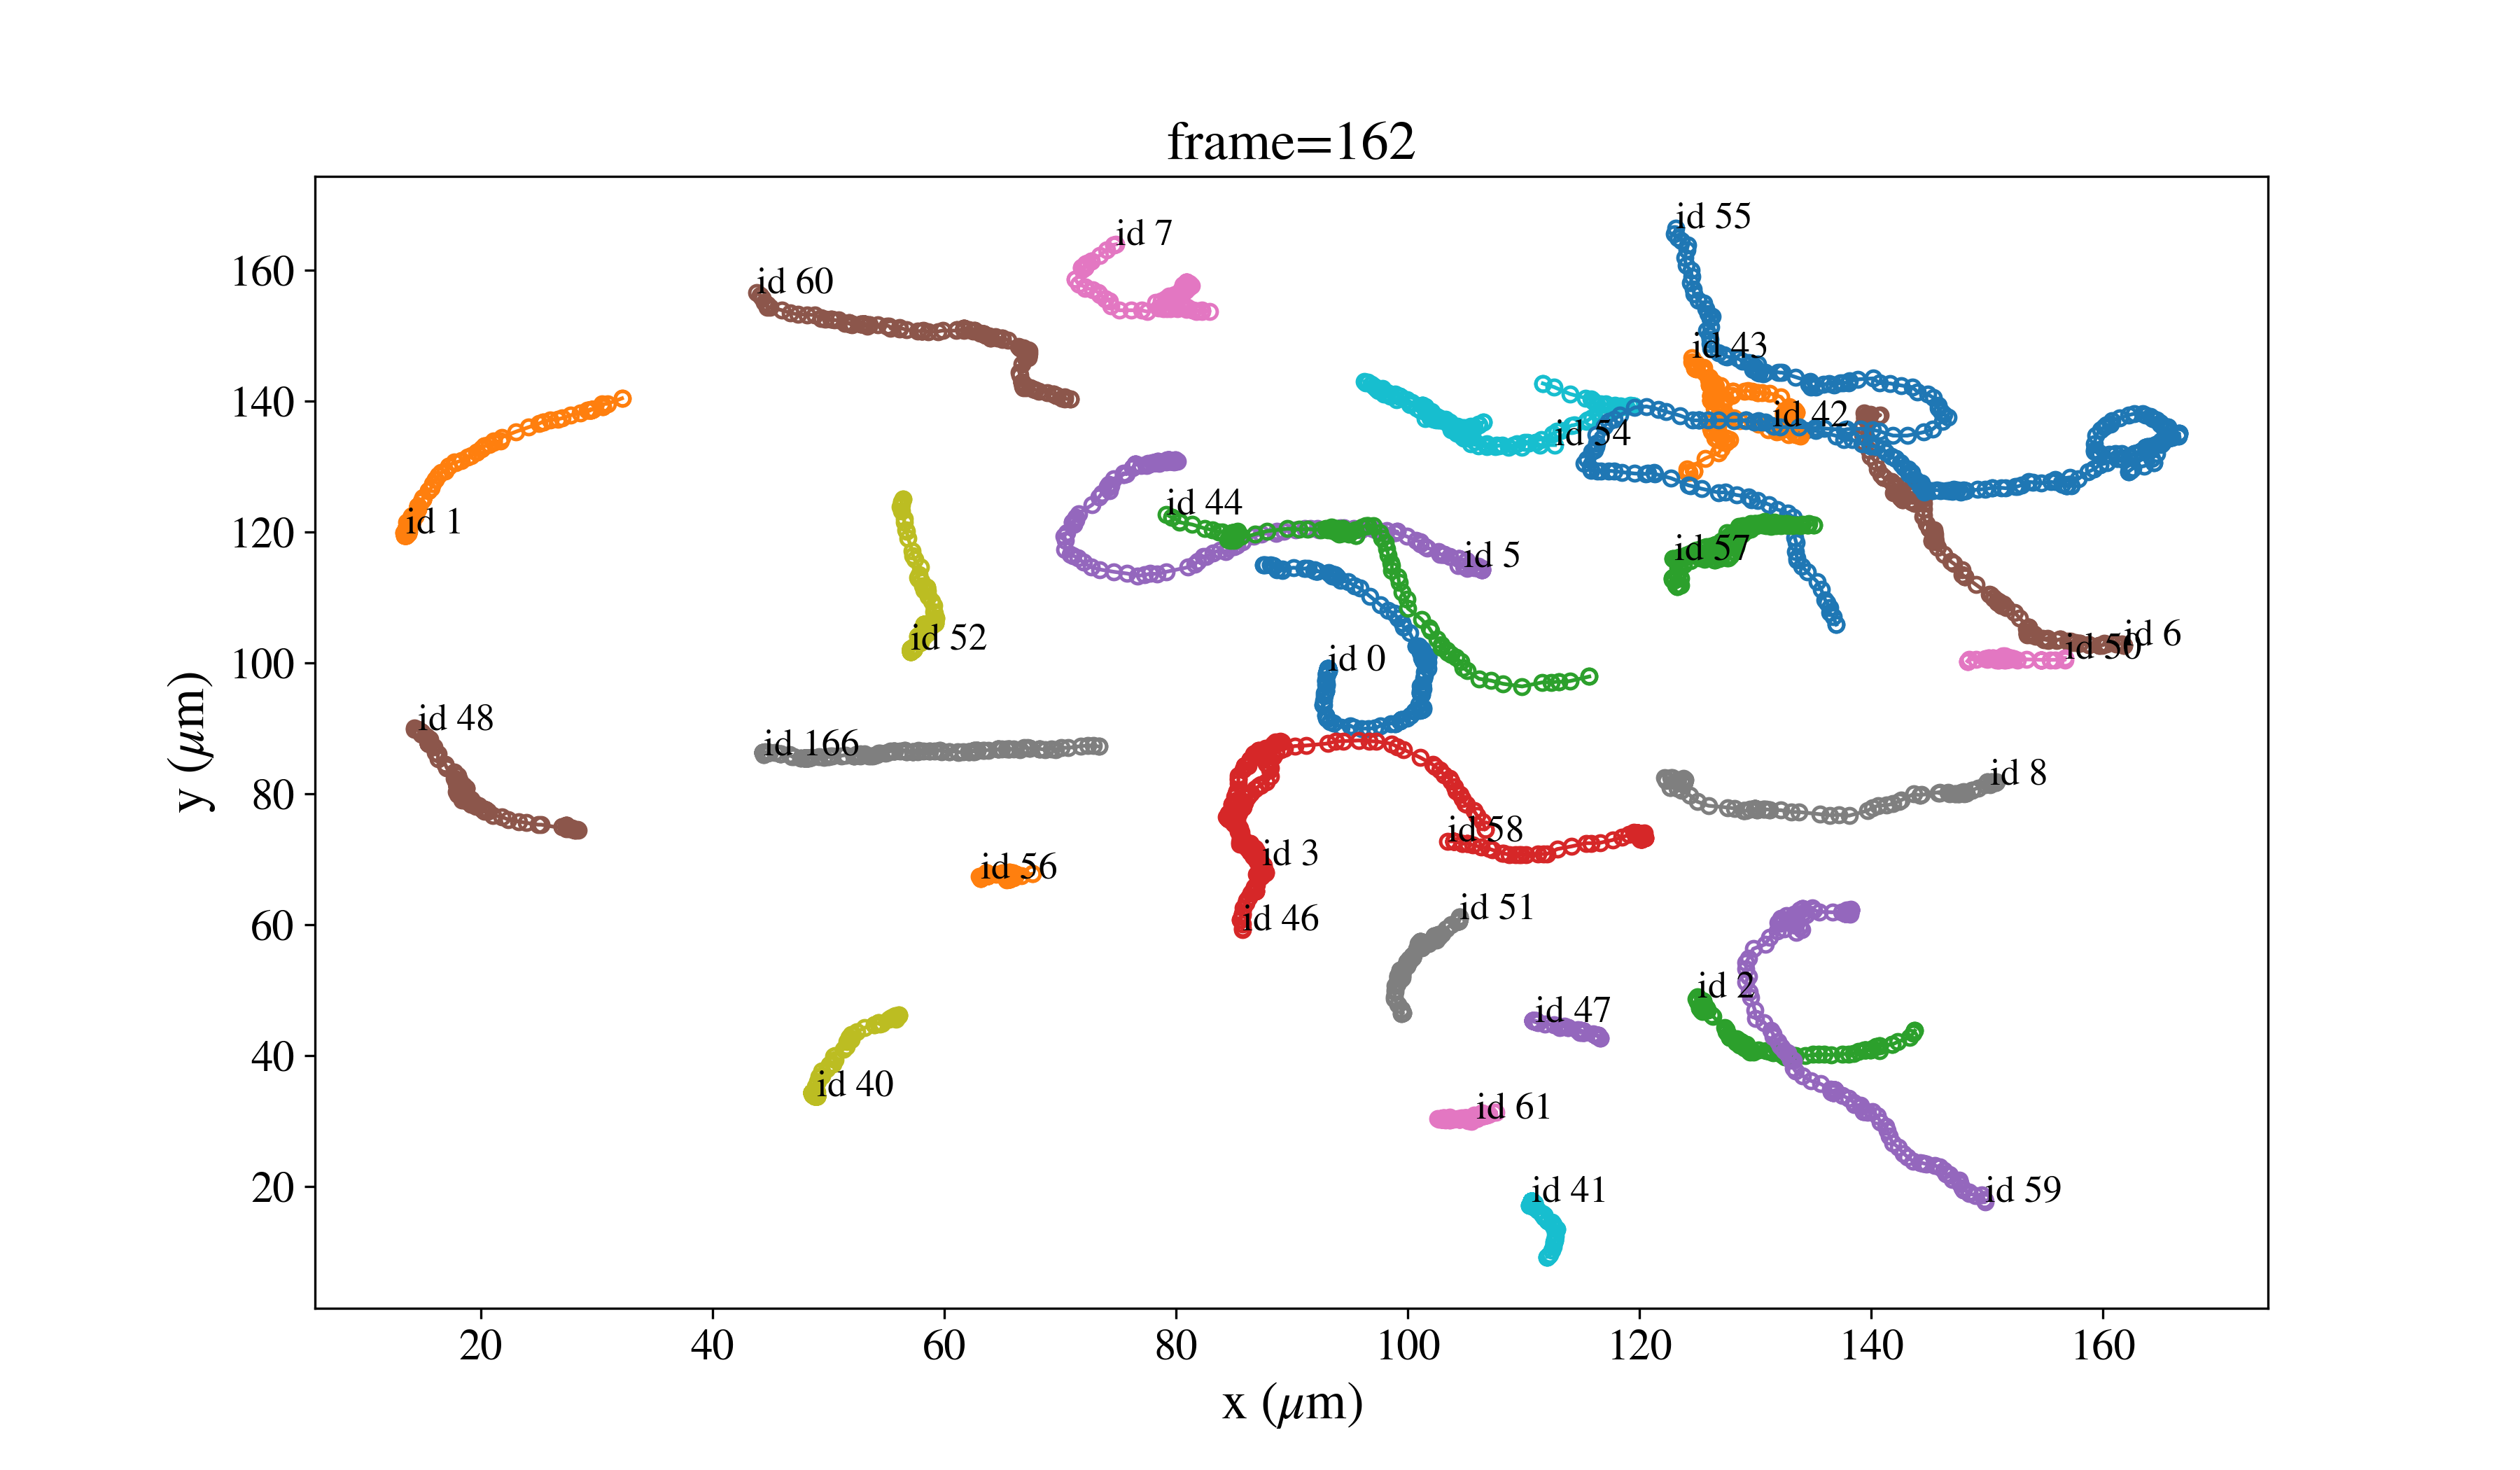 frame=162
id 55
id 7
id 60
id 43
id 42
id 54
id 44
id 1
id 57
id 5
id 52
id 6
id 50
id 0
id 48
id 166
id 8
id 58
id 3
id 56
id 46
id 51
id 2
id 47
id 40
id 61
id 41
id 59
160
140
120
100
80
60
40
20
y (μm)
20 40 60 80 100 120 140 160
x (μm)